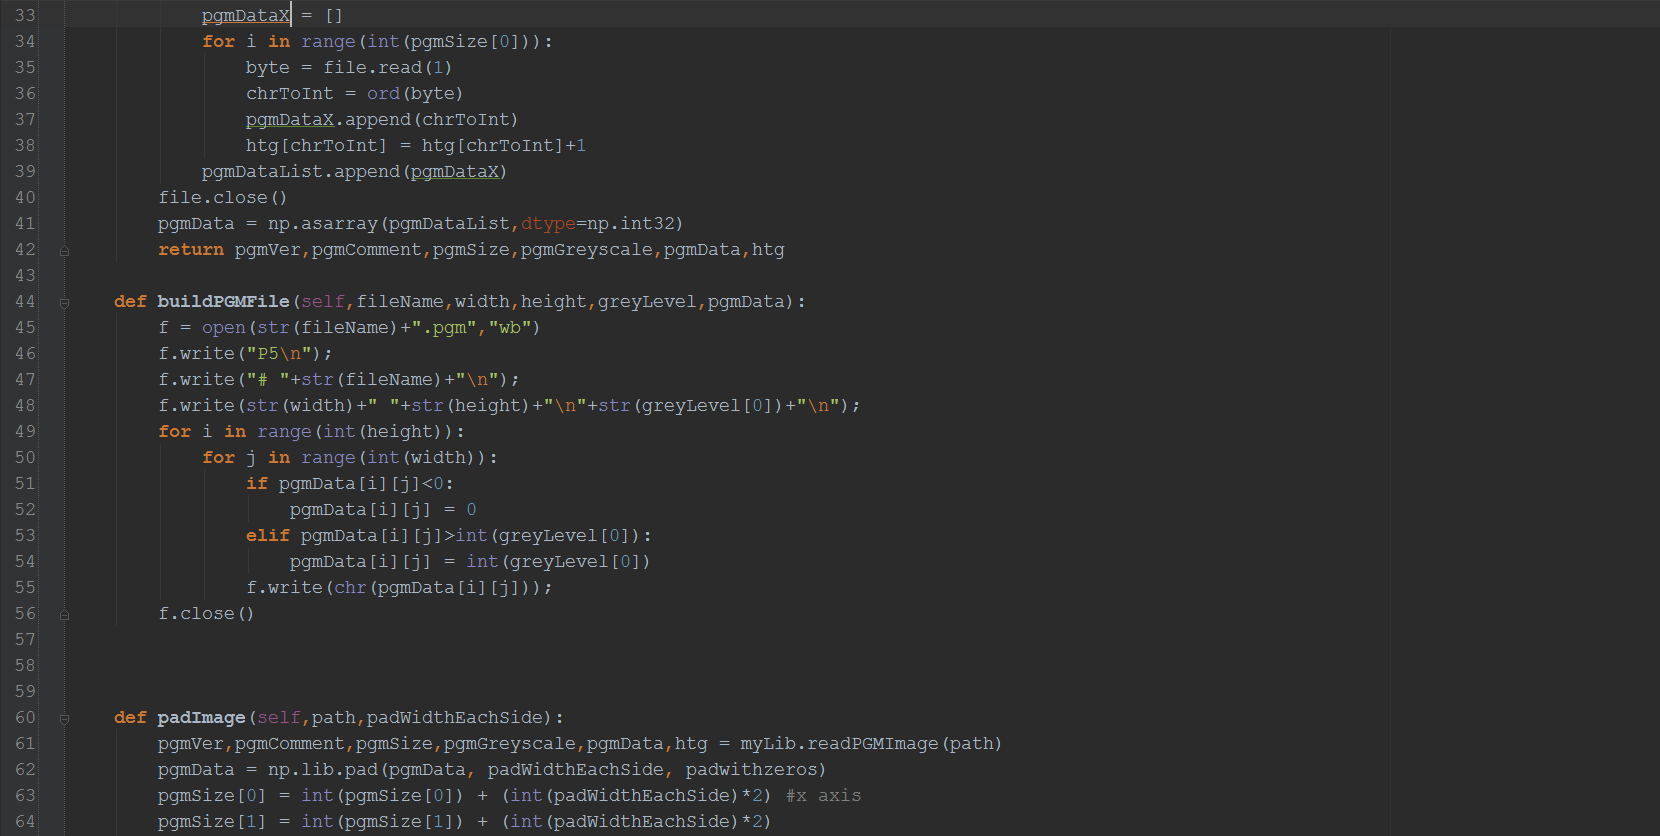 33 pgmDataX = []
34 for i in range(int(pgmSize[0])):
35 byte = file.read(1)
36 chrToInt = ord(byte)
37 pgmDataX.append(chrToInt)
38 htg[chrToInt] = htg[chrToInt]+1
39 pgmDataList.append(pgmDataX)
40 file.close()
41 pgmData = np.asarray(pgmDataList,dtype=np.int32)
42 return pgmVer,pgmComment,pgmSize,pgmGreyscale,pgmData,htg
43
44 def buildPGMFile(self,fileName,width,height,greyLevel,pgmData):
45 f = open(str(fileName)+".pgm","wb")
46 f.write("P5\n");
47 f.write("# "+str(fileName)+"\n");
48 f.write(str(width)+" "+str(height)+"\n"+str(greyLevel[0])+"\n");
49 for i in range(int(height)):
50 for j in range(int(width)):
51 if pgmData[i][j]<0:
52 pgmData[i][j] = 0
53 elif pgmData[i][j]>int(greyLevel[0]):
54 pgmData[i][j] = int(greyLevel[0])
55 f.write(chr(pgmData[i][j]));
56 f.close()
57
58
59
60 def padImage(self,path,padWidthEachSide):
61 pgmVer,pgmComment,pgmSize,pgmGreyscale,pgmData,htg = myLib.readPGMImage(path)
62 pgmData = np.lib.pad(pgmData, padWidthEachSide, padwithzeros)
63 pgmSize[0] = int(pgmSize[0]) + (int(padWidthEachSide)*2) #x axis
64 pgmSize[1] = int(pgmSize[1]) + (int(padWidthEachSide)*2)